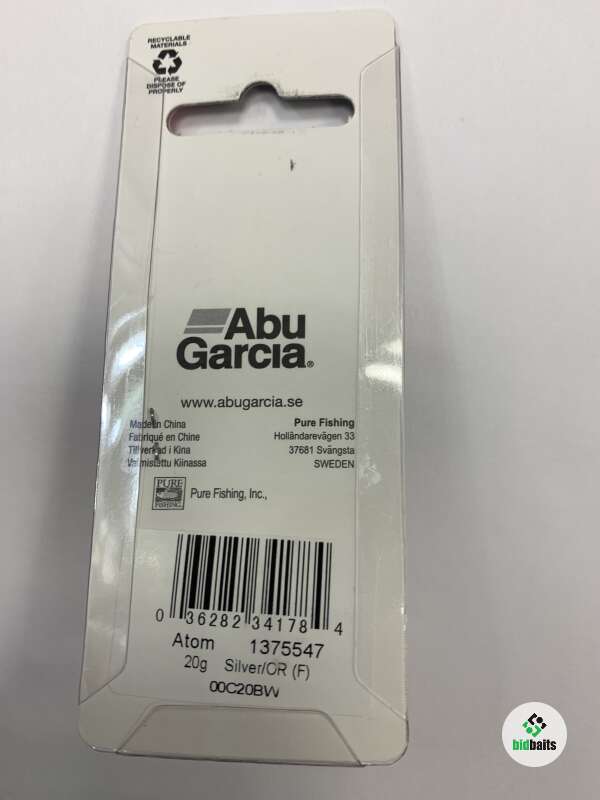 RECYCLABLE
MATERIALS
PLEASE
DISPOSE OF
PROPERLY
Abu
Garcia®
www.abugarcia.se
Made in China
Fabriqué en Chine
Tillverkad i Kina
Valmistettu Kiinassa
Pure Fishing
Holländarevägen 33
37681 Svängsta
SWEDEN
PURE
FISHING
Pure Fishing, Inc.,
0 36282 34178 4
Atom 1375547
20g Silver/CR (F)
00C20BW
bidbaits